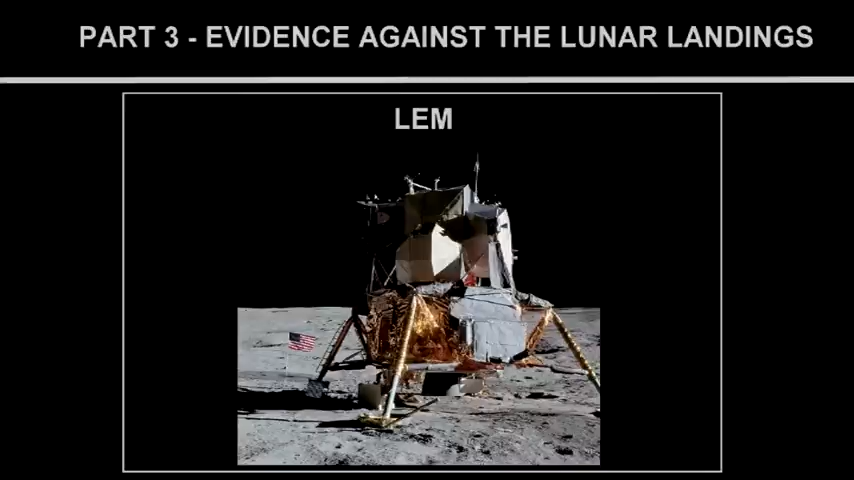 PART 3 - EVIDENCE AGAINST THE LUNAR LANDINGS
LEM